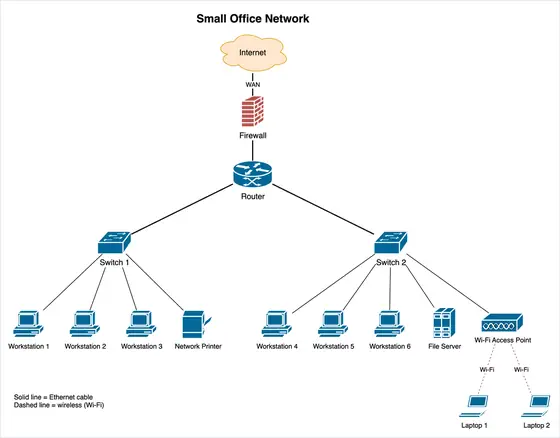 Small Office Network
Internet
WAN
Firewall
Router
Switch 1
Switch 2
Workstation 1
Workstation 2
Workstation 3
Network Printer
Workstation 4
Workstation 5
Workstation 6
File Server
Wi-Fi Access Point
Wi-Fi
Wi-Fi
Solid line = Ethernet cable
Dashed line = wireless (Wi-Fi)
Laptop 1
Laptop 2